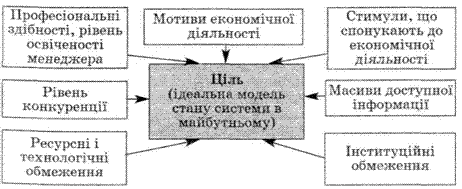 Професіональні
здібності, рівень
освіченості
менеджера
Мотиви економічної
діяльності
Стимули, що
спонукають до
економічної
діяльності
Рівень
конкуренції
Ціль
(ідеальна модель
стану системи в
майбутньому)
Масиви доступної
інформації
Ресурсні і
технологічні
обмеження
Інституційні
обмеження